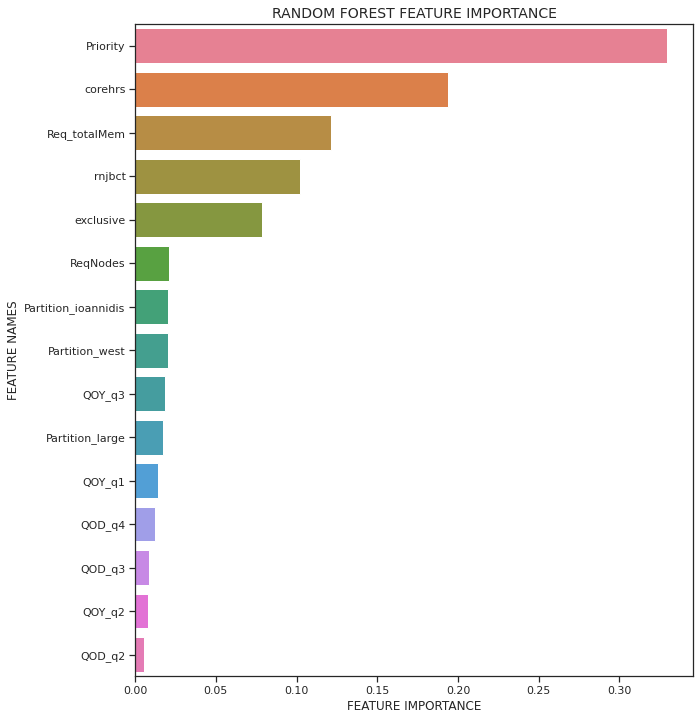 RANDOM FOREST FEATURE IMPORTANCE
FEATURE NAMES
Priority
corehrs
Req_totalMem
rnjbct
exclusive
ReqNodes
Partition_ioannidis
Partition_west
QOY_q3
Partition_large
QOY_q1
QOD_q4
QOD_q3
QOY_q2
QOD_q2
0.00 0.05 0.10 0.15 0.20 0.25 0.30
FEATURE IMPORTANCE